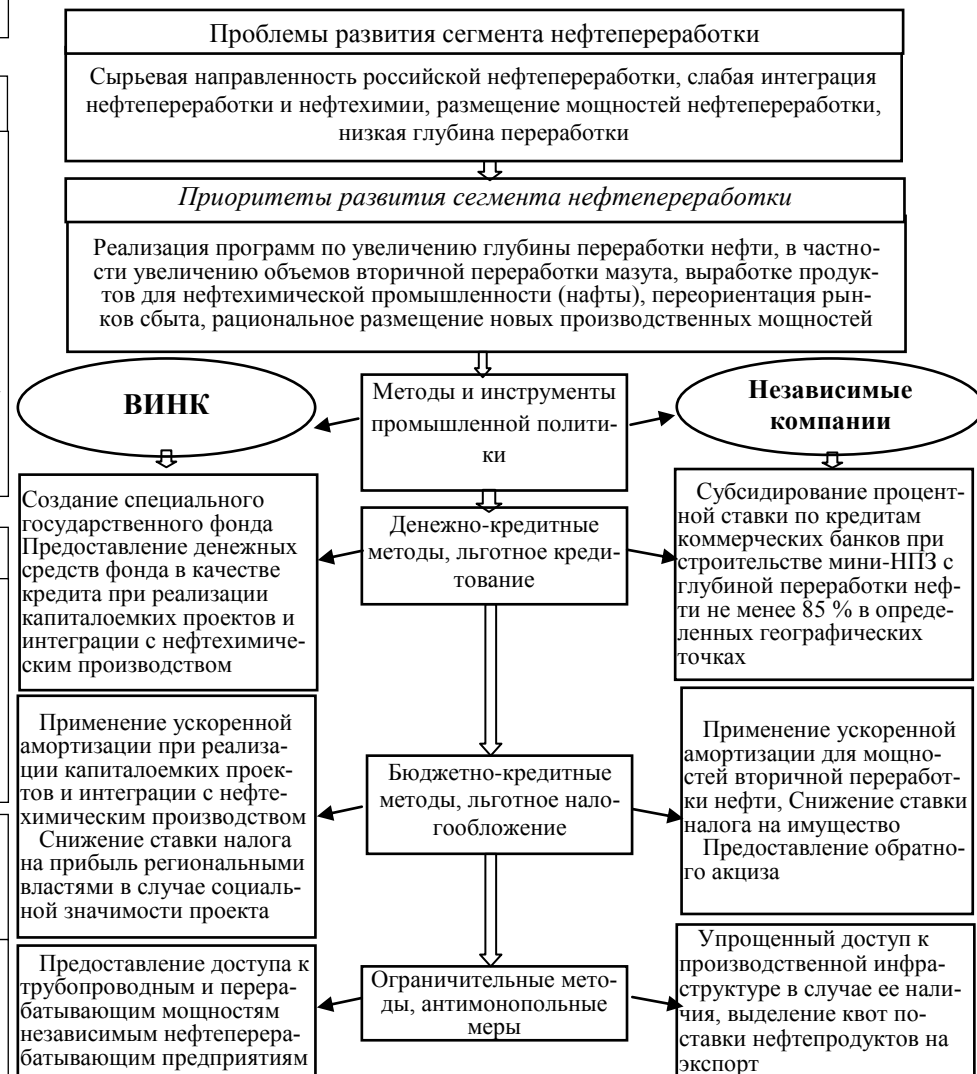 Проблемы развития сегмента нефтепереработки
Сырьевая направленность российской нефтепереработки, слабая интеграция
нефтепереработки и нефтехимии, размещение мощностей нефтепереработки,
низкая глубина переработки
Приоритеты развития сегмента нефтепереработки
Реализация программ по увеличению глубины переработки нефти, в частно-
сти увеличению объемов вторичной переработки мазута, выработке продук-
тов для нефтехимической промышленности (нафты), переориентация рын-
ков сбыта, рациональное размещение новых производственных мощностей
ВИНК
Методы и инструменты
промышленной полити-
ки
Независимые
компании
Создание специального
государственного фонда
Предоставление денежных
средств фонда в качестве
кредита при реализации
капиталоемких проектов и
интеграции с нефтехимиче-
ским производством
Денежно-кредитные
методы, льготное креди-
тование
Субсидирование процент-
ной ставки по кредитам
коммерческих банков при
строительстве мини-НПЗ с
глубиной переработки неф-
ти не менее 85 % в опреде-
ленных географических
точках
Применение ускоренной
амортизации при реализа-
ции капиталоемких проек-
тов и интеграции с нефте-
химическим производством
Снижение ставки налога
на прибыль региональными
властями в случае социаль-
ной значимости проекта
Бюджетно-кредитные
методы, льготное нало-
гообложение
Применение ускоренной
амортизации для мощно-
стей вторичной переработ-
ки нефти, Снижение ставки
налога на имущество
Предоставление обратно-
го акциза
Предоставление доступа к
трубопроводным и перера-
батывающим мощностям
независимым нефтеперера-
батывающим предприятиям
Ограничительные мето-
ды, антимонопольные
меры
Упрощенный доступ к
производственной инфра-
структуре в случае ее нали-
чия, выделение квот по-
ставки нефтепродуктов на
экспорт